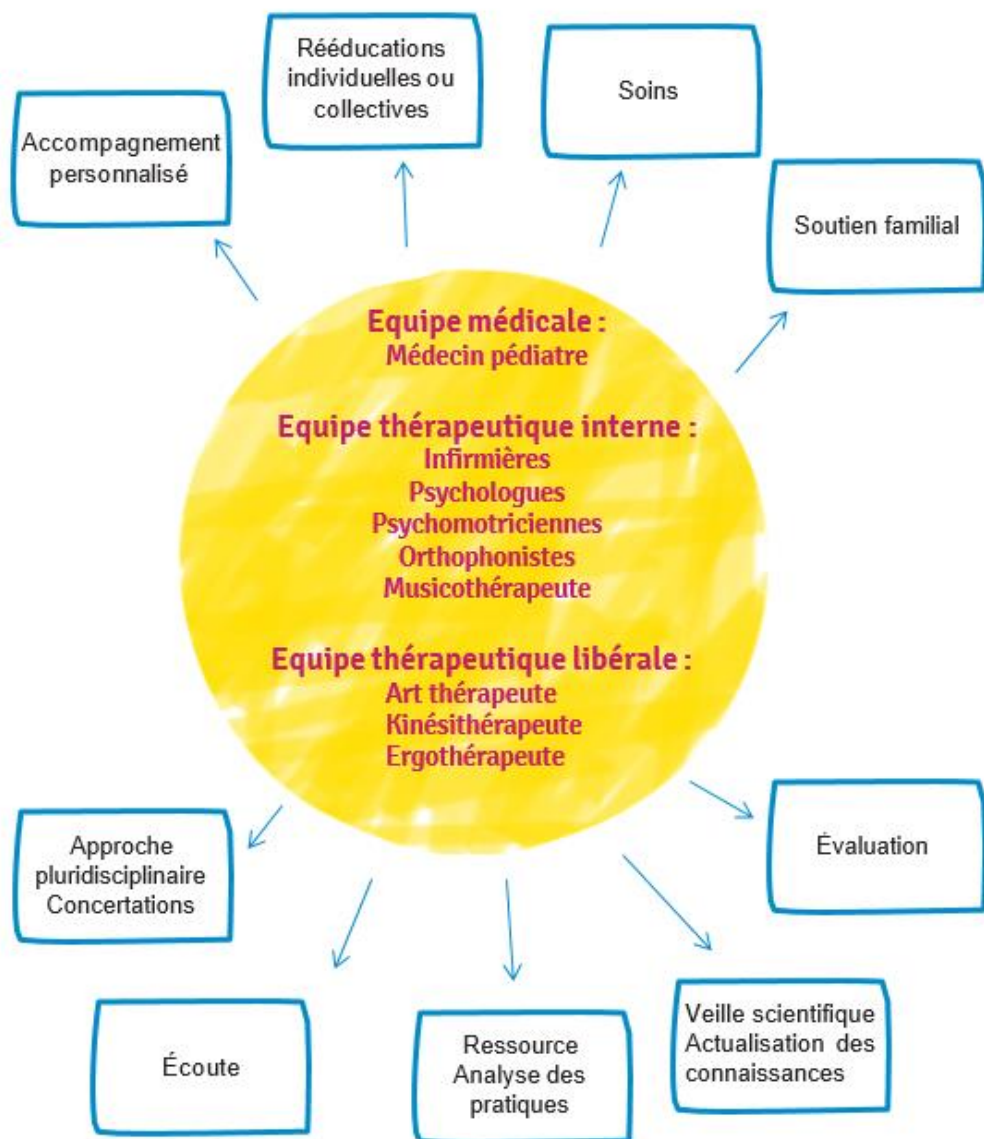 Rééducations
individuelles ou
collectives
Soins
Accompagnement
personnalisé
Soutien familial
Equipe médicale :
Médecin pédiatre
Equipe thérapeutique interne :
Infirmières
Psychologues
Psychomotriciennes
Orthophonistes
Musicothérapeute
Equipe thérapeutique libérale :
Art thérapeute
Kinésithérapeute
Ergothérapeute
Approche
pluridisciplinaire
Concertations
Évaluation
Écoute
Ressource
Analyse des
pratiques
Veille scientifique
Actualisation des
connaissances